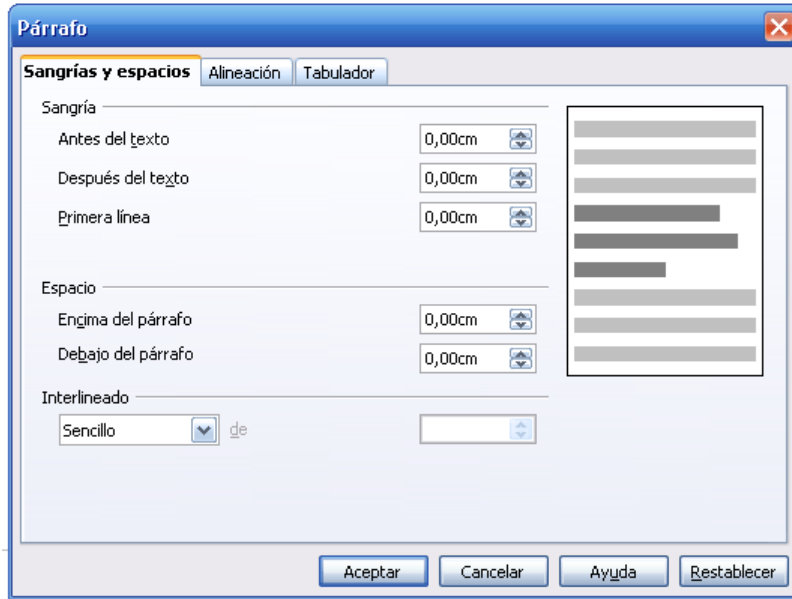 Párrafo
Sangrías y espacios Alineación Tabulador
Sangría
Antes del texto 0,00cm
Después del texto 0,00cm
Primera línea 0,00cm
Espacio
Encima del párrafo 0,00cm
Debajo del párrafo 0,00cm
Interlineado
Sencillo de
Aceptar Cancelar Ayuda Restablecer